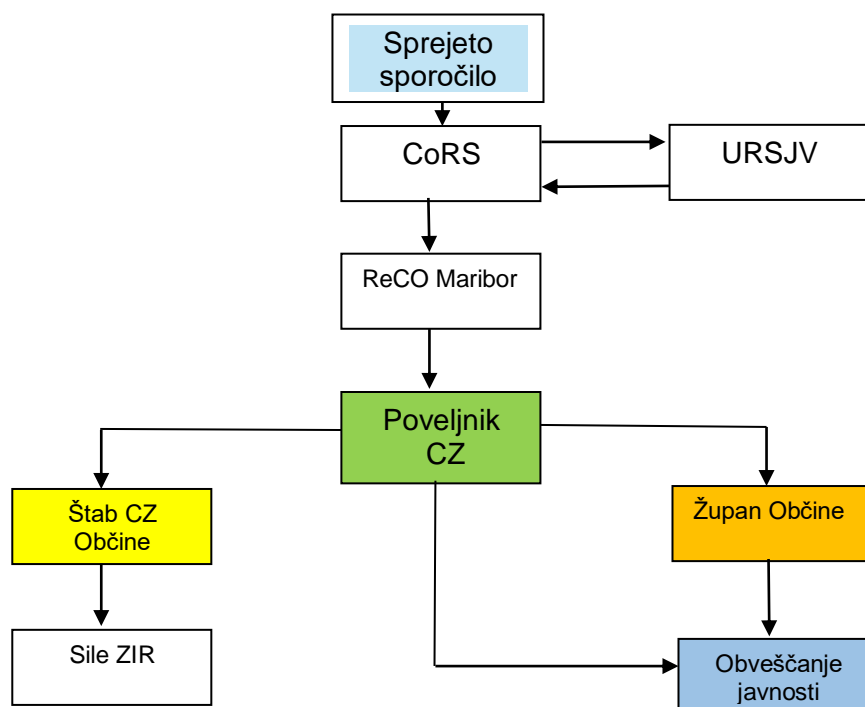 Sprejeto
sporočilo
CoRS
URSJV
ReCO Maribor
Poveljnik
CZ
Štab CZ
Občine
Župan Občine
Sile ZIR
Obveščanje
javnosti